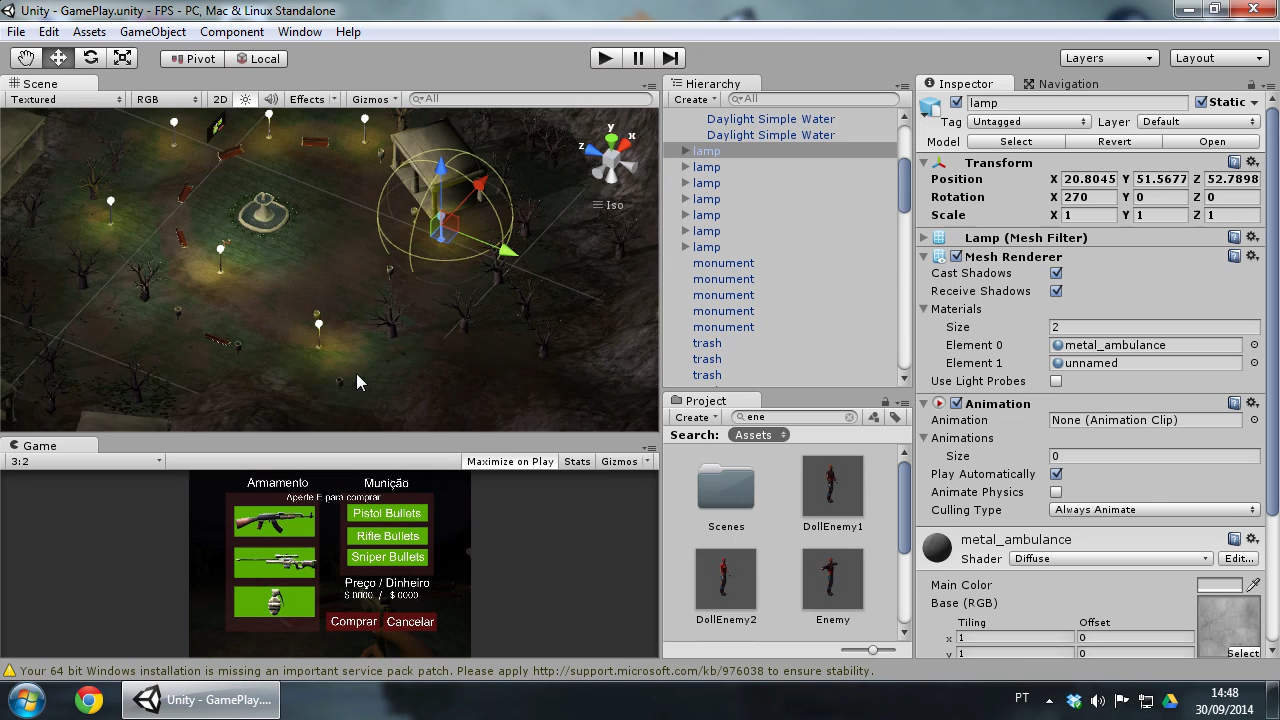 Unity - GamePlay.unity - FPS - PC, Mac & Linux Standalone
File Edit Assets GameObject Component Window Help
Pivot Local Layers Layout
Scene
Textured RGB 2D Effects Gizmos All
y
x
z
Iso
Hierarchy
Create All
Daylight Simple Water
Daylight Simple Water
lamp
lamp
lamp
lamp
lamp
lamp
lamp
monument
monument
monument
monument
monument
trash
trash
trash
Inspector Navigation
lamp Static
Tag Untagged Layer Default
Model Select Revert Open
Transform
Position X 20.8045 Y 51.5677 Z 52.7898
Rotation X 270 Y 0 Z 0
Scale X 1 Y 1 Z 1
Lamp (Mesh Filter)
Mesh Renderer
Cast Shadows
Receive Shadows
Materials
Size 2
Element 0 metal_ambulance
Element 1 unnamed
Use Light Probes
Animation
Animation None (Animation Clip)
Animations
Size 0
Play Automatically
Animate Physics
Culling Type Always Animate
metal_ambulance
Shader Diffuse Edit...
Main Color
Base (RGB)
Tiling Offset
x 1 0
y 1 0
Select
Game
3:2 Maximize on Play Stats Gizmos
Armamento Munição
Aperte E para comprar
Pistol Bullets
Rifle Bullets
Sniper Bullets
Preço / Dinheiro
$ 0000 / $ 0000
Comprar Cancelar
Project
Create ene
Search: Assets
Scenes DollEnemy1
DollEnemy2 Enemy
Your 64 bit Windows installation is missing an important service pack patch. Please apply http://support.microsoft.com/kb/976038 to ensure stability.
Unity - GamePlay....
PT
14:48
30/09/2014